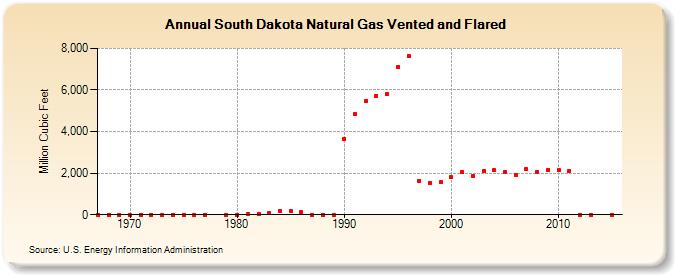 Annual South Dakota Natural Gas Vented and Flared
Million Cubic Feet
8,000
6,000
4,000
2,000
0
1970 1980 1990 2000 2010
Source: U.S. Energy Information Administration